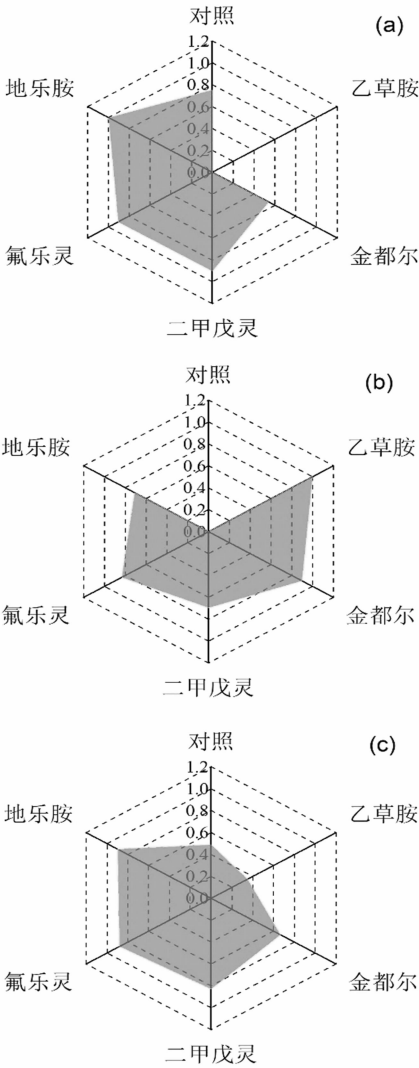 对照
(a)
1.2
1.0
0.8
0.6
0.4
0.2
0.0
地乐胺
乙草胺
氟乐灵
金都尔
二甲戊灵
对照
(b)
1.2
1.0
0.8
0.6
0.4
0.2
0.0
地乐胺
乙草胺
氟乐灵
金都尔
二甲戊灵
对照
(c)
1.2
1.0
0.8
0.6
0.4
0.2
0.0
地乐胺
乙草胺
氟乐灵
金都尔
二甲戊灵